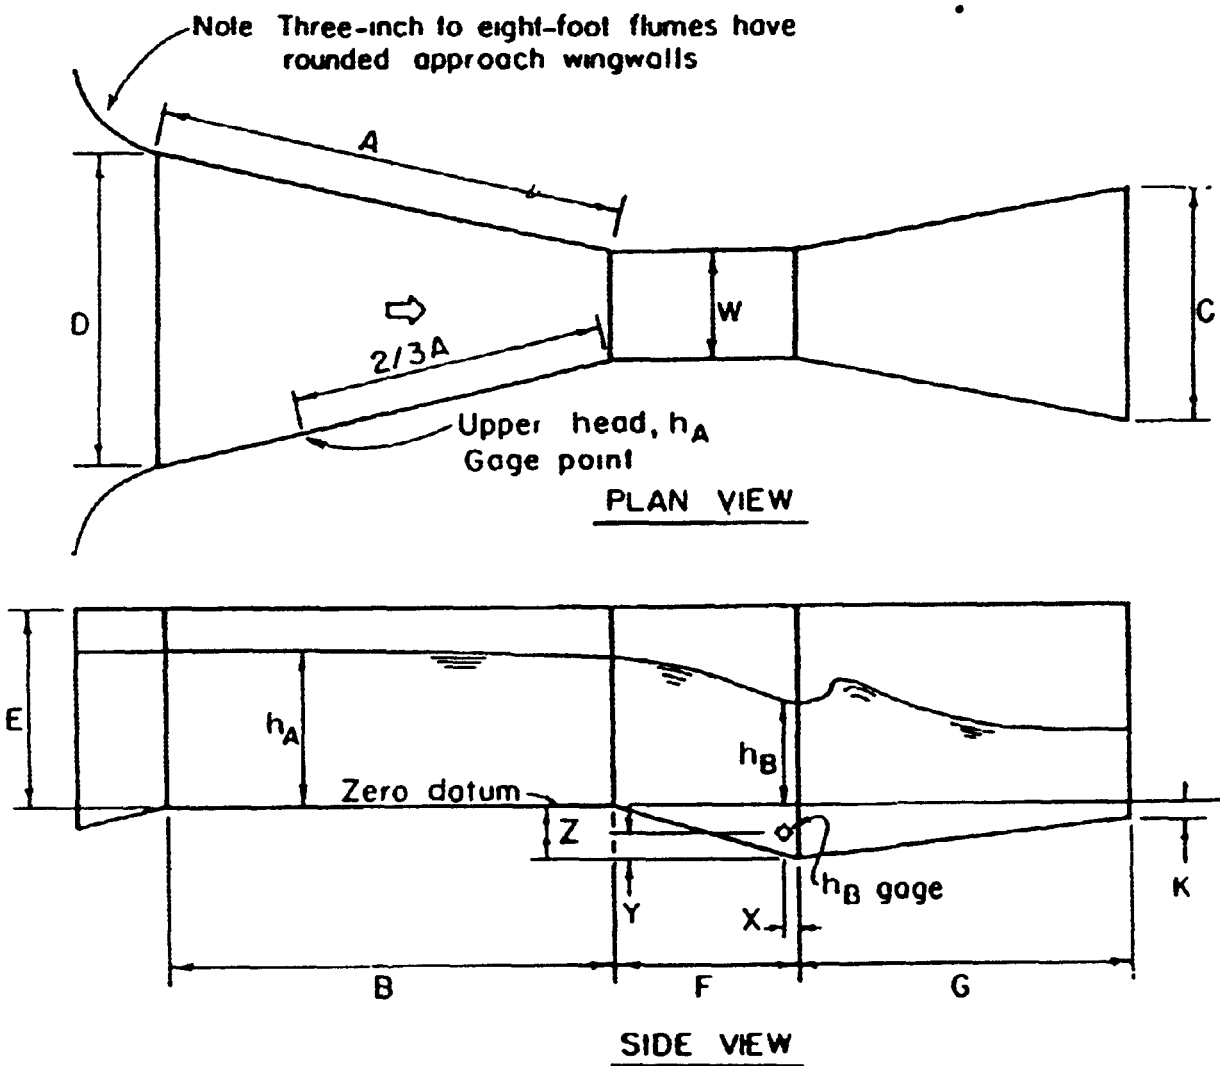 Note Three-inch to eight-foot flumes have
rounded approach wingwalls
A
D
W
C
2/3A
Upper head, hA
Gage point
PLAN VIEW
E
hA
hB
Zero datum
Z
hB gage
Y
X
K
B
F
G
SIDE VIEW